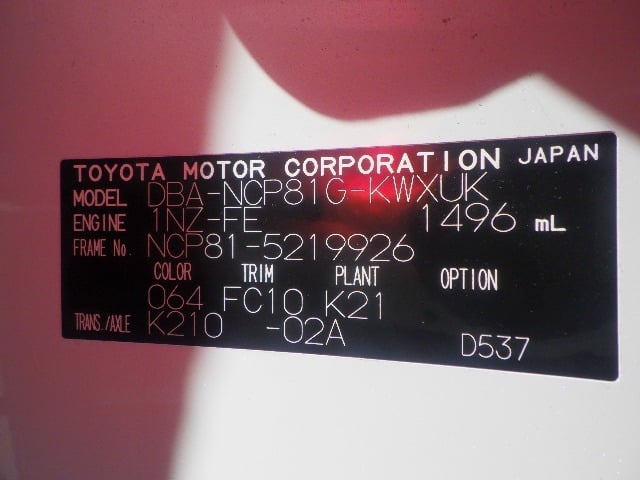 TOYOTA MOTOR CORPORATION JAPAN
MODEL DBA-NCP81G-KWXUK
ENGINE 1NZ-FE 1496 mL
FRAME No. NCP81-5219926
COLOR TRIM PLANT OPTION
064 FC10 K21
TRANS./AXLE K210 -02A
D537